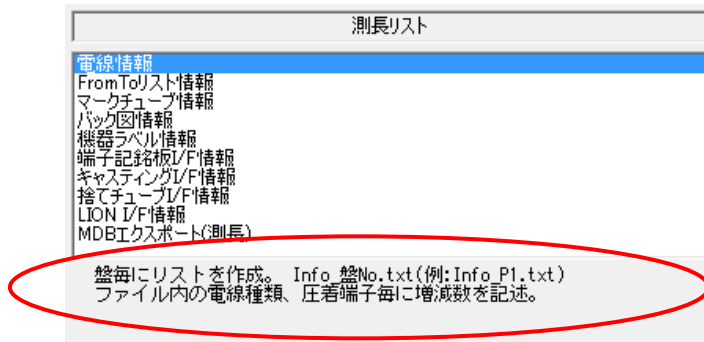 測長リスト
電線情報
FromToリスト情報
マークチューブ情報
バック図情報
機器ラベル情報
端子記銘板I/F情報
キャスティングI/F情報
捨てチューブI/F情報
LION I/F情報
MDBエクスポート(測長)
盤毎にリストを作成。 Info_盤No.txt(例:Info_P1.txt)
ファイル内の電線種類、圧着端子毎に増減数を記述。